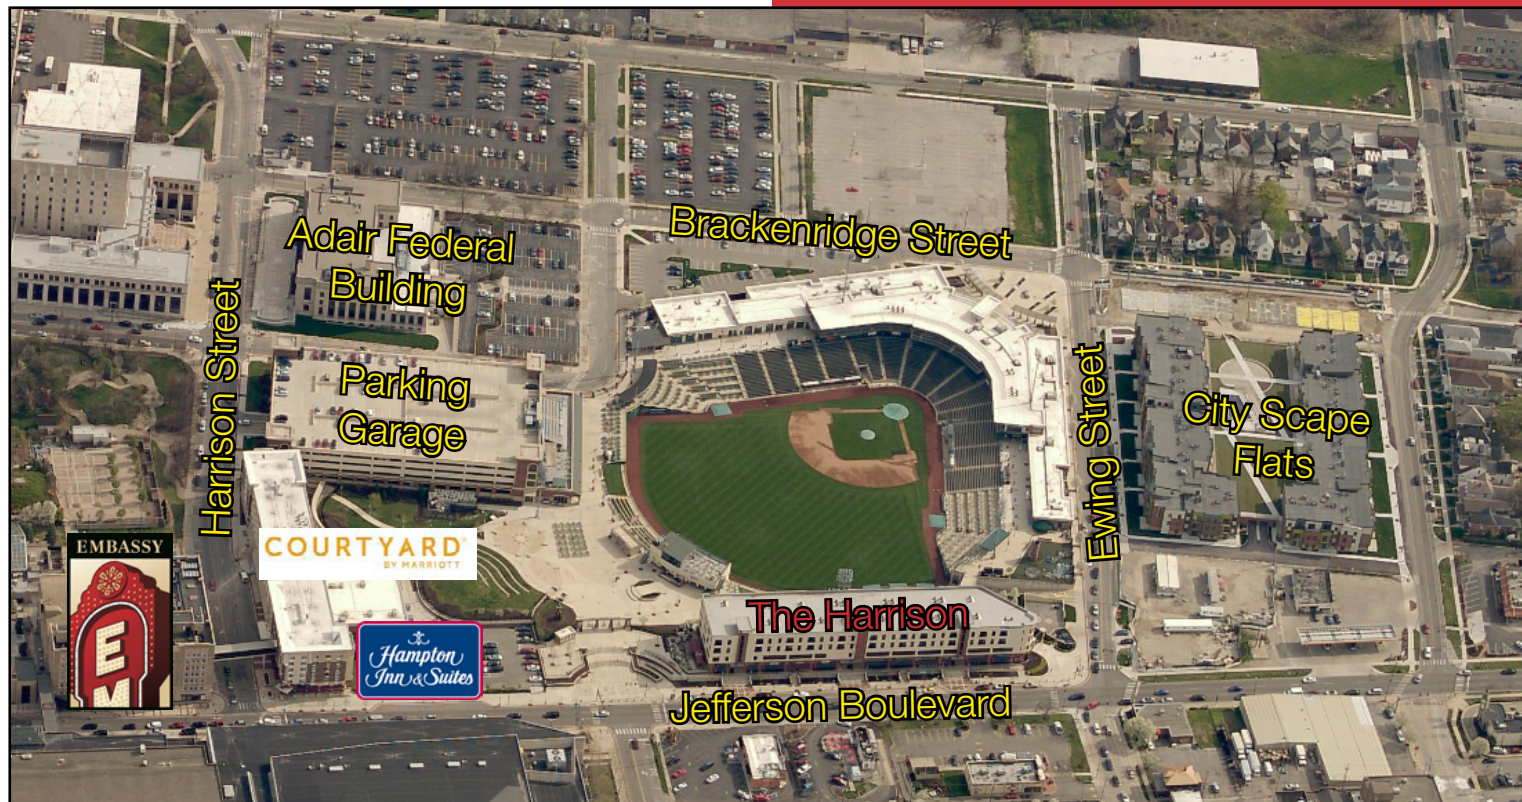 Brackenridge Street
Adair Federal
Building
Harrison Street
Parking
Garage
Ewing Street
City Scape
Flats
EMBASSY
E
COURTYARD®
BY MARRIOTT
The Harrison
Hampton
Inn & Suites
Jefferson Boulevard